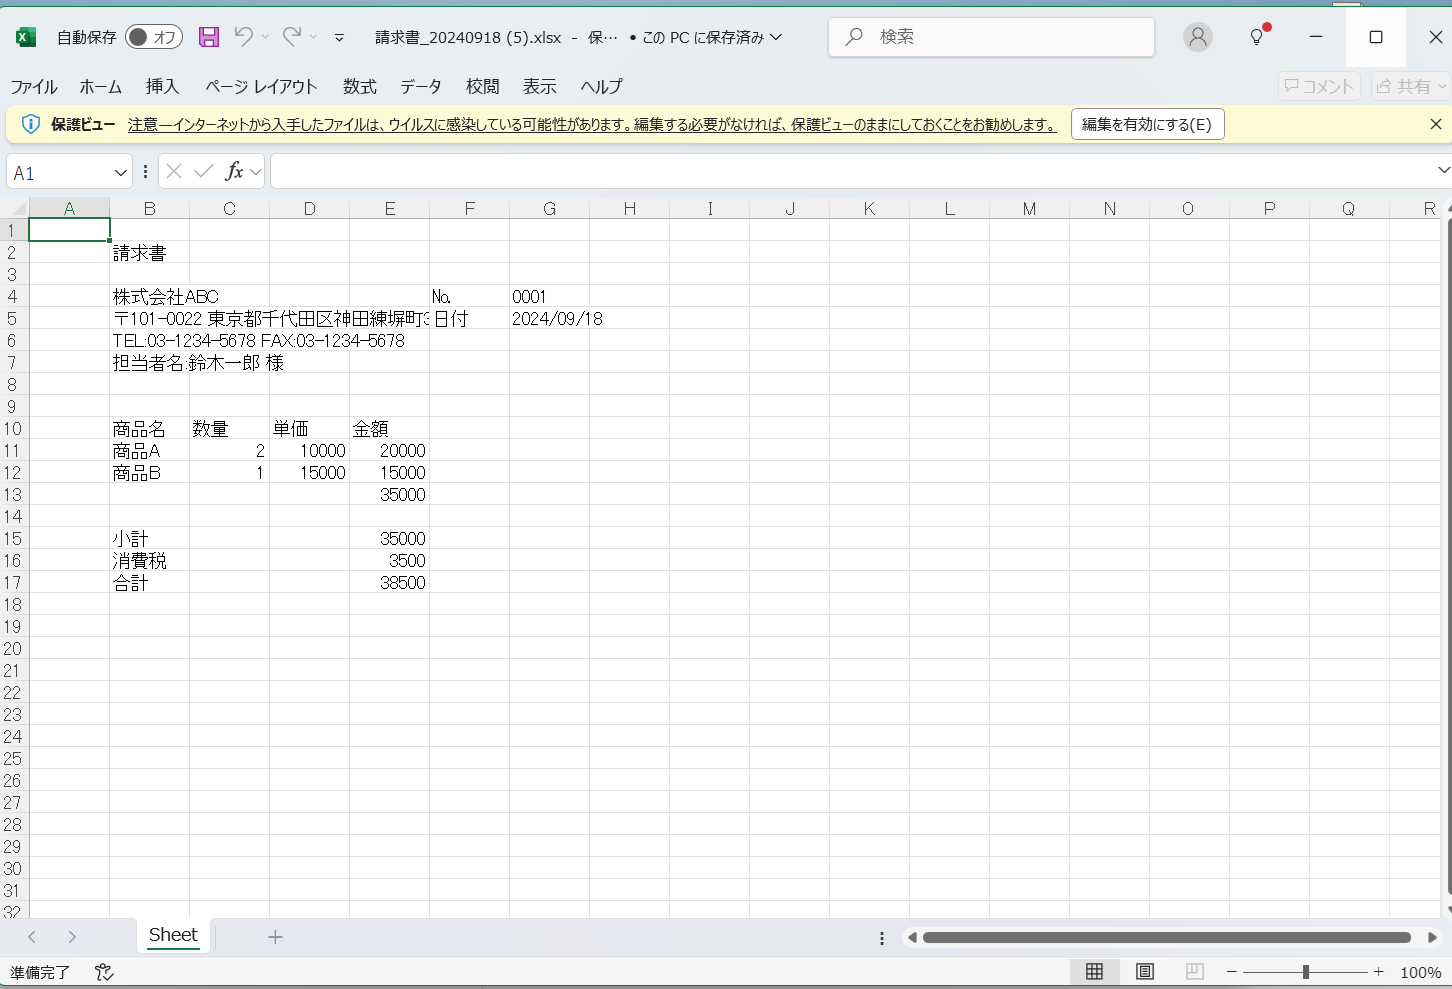 自動保存 オフ 請求書_20240918 (5).xlsx - 保… • この PC に保存済み 検索
ファイル ホーム 挿入 ページ レイアウト 数式 データ 校閲 表示 ヘルプ コメント 共有
保護ビュー 注意—インターネットから入手したファイルは、ウイルスに感染している可能性があります。編集する必要がなければ、保護ビューのままにしておくことをお勧めします。 編集を有効にする(E)
A1 fx
A B C D E F G H I J K L M N O P Q R
1
2 請求書
3
4 株式会社ABC No. 0001
5 〒101-0022 東京都千代田区神田練塀町3 日付 2024/09/18
6 TEL:03-1234-5678 FAX:03-1234-5678
7 担当者名:鈴木一郎 様
8
9
10 商品名 数量 単価 金額
11 商品A 2 10000 20000
12 商品B 1 15000 15000
13 35000
14
15 小計 35000
16 消費税 3500
17 合計 38500
18
19
20
21
22
23
24
25
26
27
28
29
30
31
32
Sheet
準備完了 100%